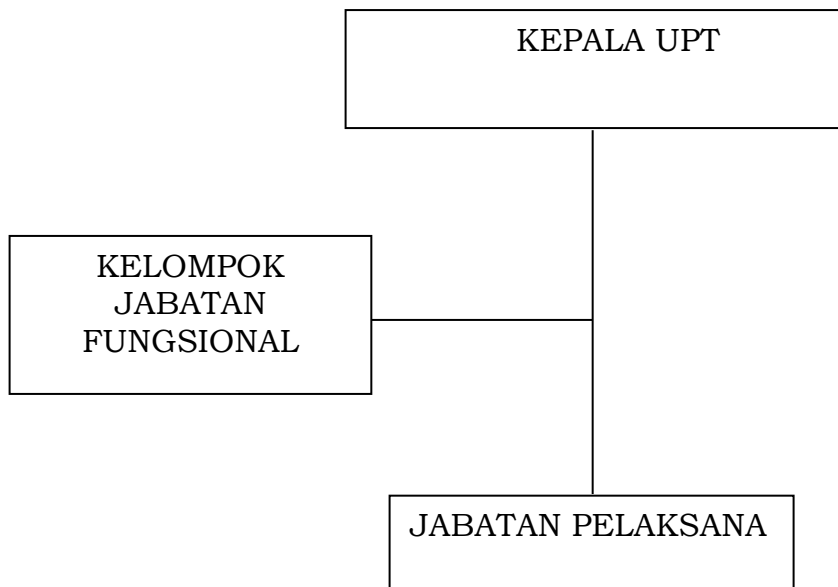 KEPALA UPT
KELOMPOK
JABATAN
FUNGSIONAL
JABATAN PELAKSANA